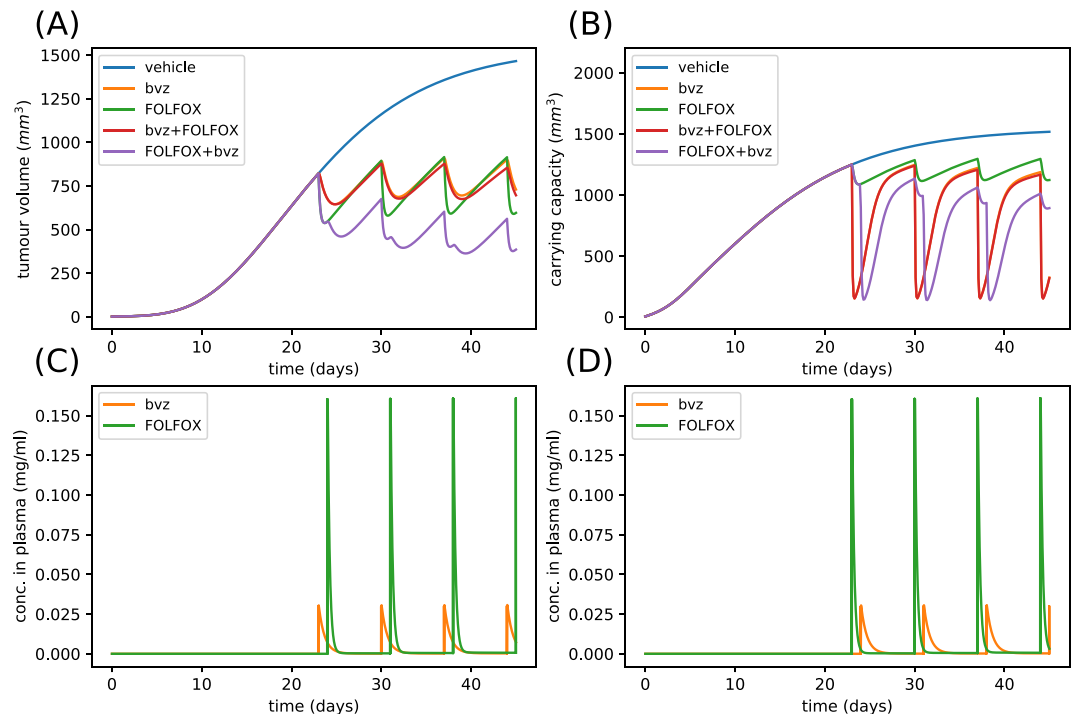 (A)
tumour volume (mm³)
1500
1250
1000
750
500
250
0
vehicle
bvz
FOLFOX
bvz+FOLFOX
FOLFOX+bvz
0
10
20
30
40
time (days)
(B)
carrying capacity (mm³)
2000
1500
1000
500
0
vehicle
bvz
FOLFOX
bvz+FOLFOX
FOLFOX+bvz
0
10
20
30
40
time (days)
(C)
conc. in plasma (mg/ml)
0.150
0.125
0.100
0.075
0.050
0.025
0.000
bvz
FOLFOX
0
10
20
30
40
time (days)
(D)
conc. in plasma (mg/ml)
0.150
0.125
0.100
0.075
0.050
0.025
0.000
bvz
FOLFOX
0
10
20
30
40
time (days)